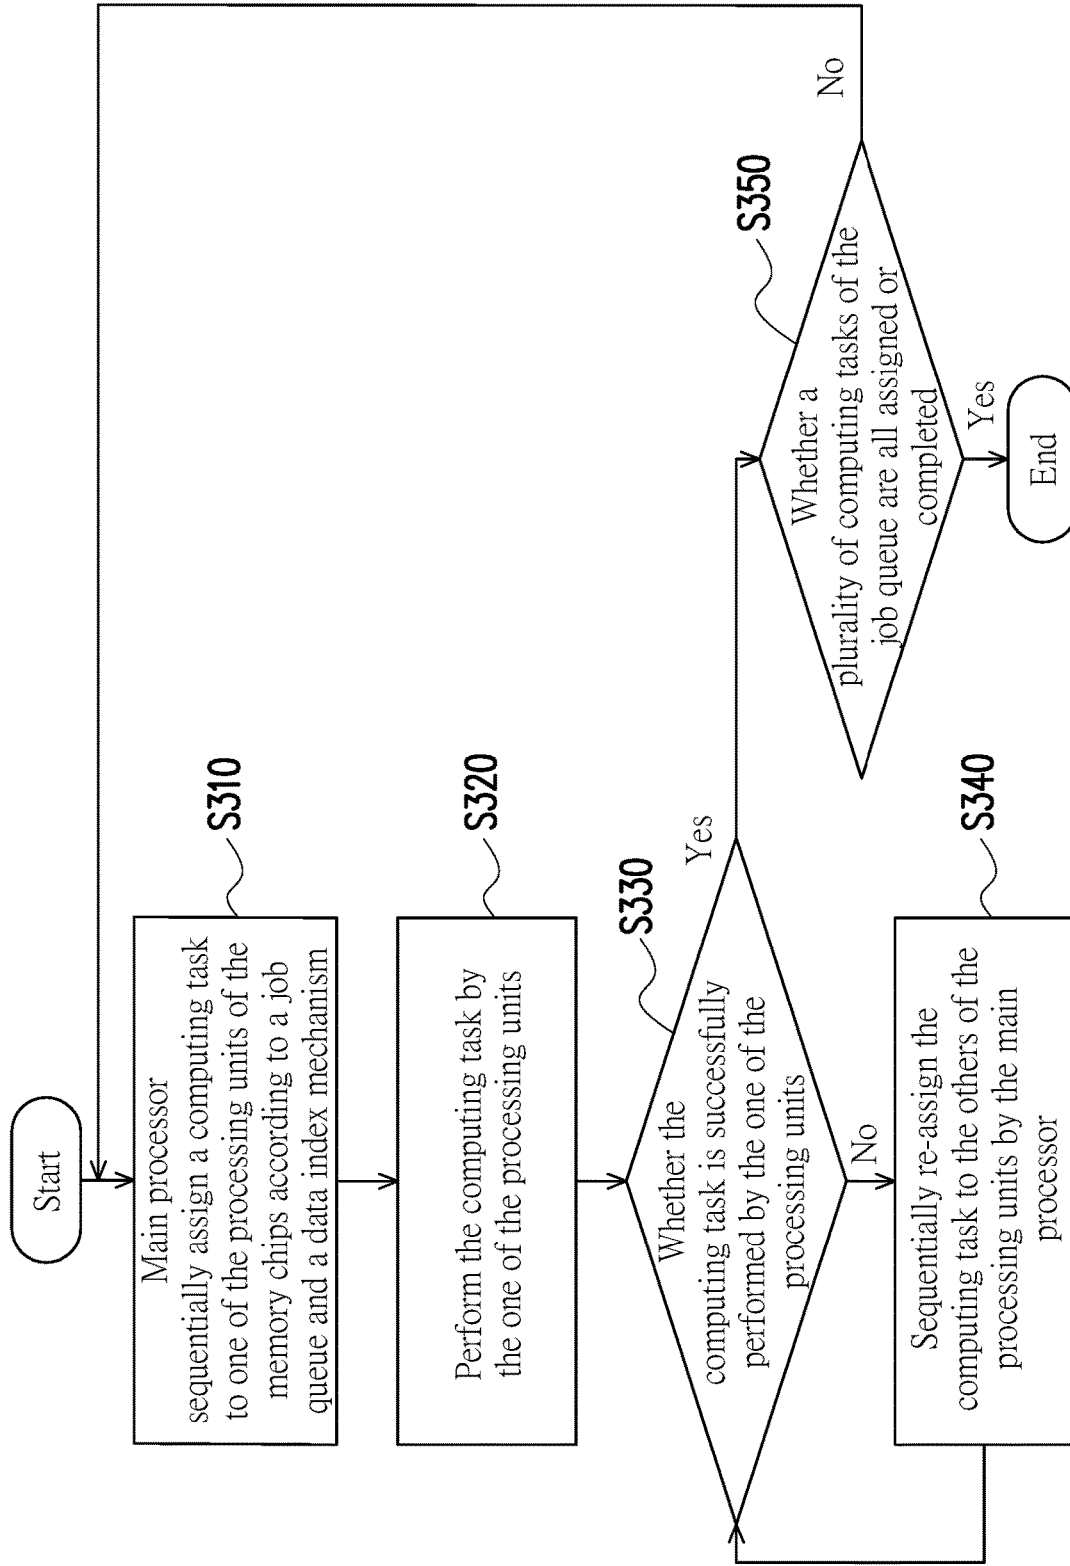 Start
Main processor
sequentially assign a computing task
to one of the processing units of the
memory chips according to a job
queue and a data index mechanism
S310
Perform the computing task by
the one of the processing units
S320
Whether the
computing task is successfully
performed by the one of the
processing units
S330
Yes
No
Sequentially re-assign the
computing task to the others of the
processing units by the main
processor
S340
Whether a
plurality of computing tasks of the
job queue are all assigned or
completed
S350
No
Yes
End